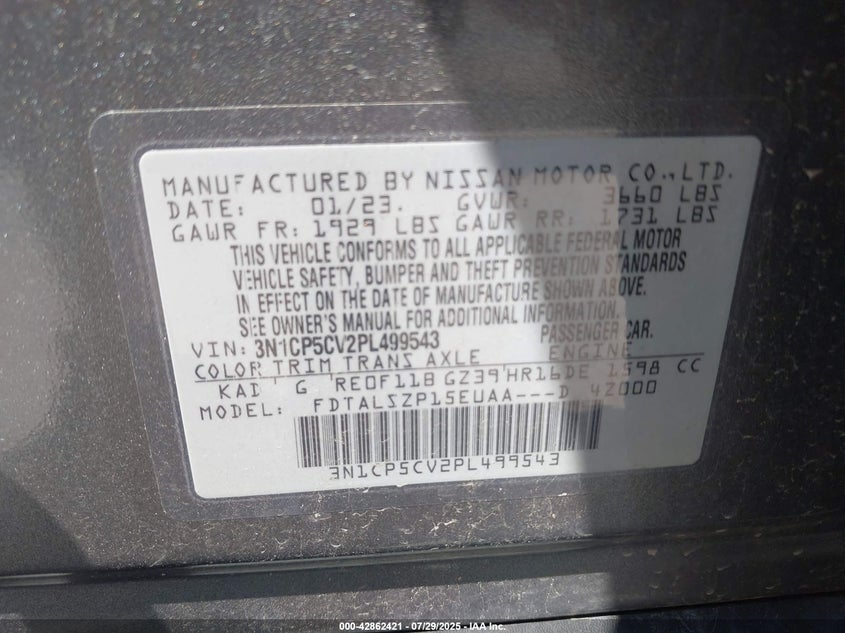 MANUFACTURED BY NISSAN MOTOR CO.,LTD.
DATE: 01/23. GVWR: 3660 LBS
GAWR FR: 1929 LBS GAWR RR: 1731 LBS
THIS VEHICLE CONFORMS TO ALL APPLICABLE FEDERAL MOTOR
VEHICLE SAFETY, BUMPER AND THEFT PREVENTION STANDARDS
IN EFFECT ON THE DATE OF MANUFACTURE SHOWN ABOVE.
SEE OWNERS MANUAL FOR ADDITIONAL INFORMATION.
VIN: 3N1CP5CV2PL499543 PASSENGER CAR.
COLOR TRIM TRANS AXLE ENGINE
KAD G RE0F11B GZ39 HR16DE 1598 CC
MODEL: FDTALSZP15EUAA---D 42000
3N1CP5CV2PL499543
000-42862421 - 07/29/2025 - IAA Inc.